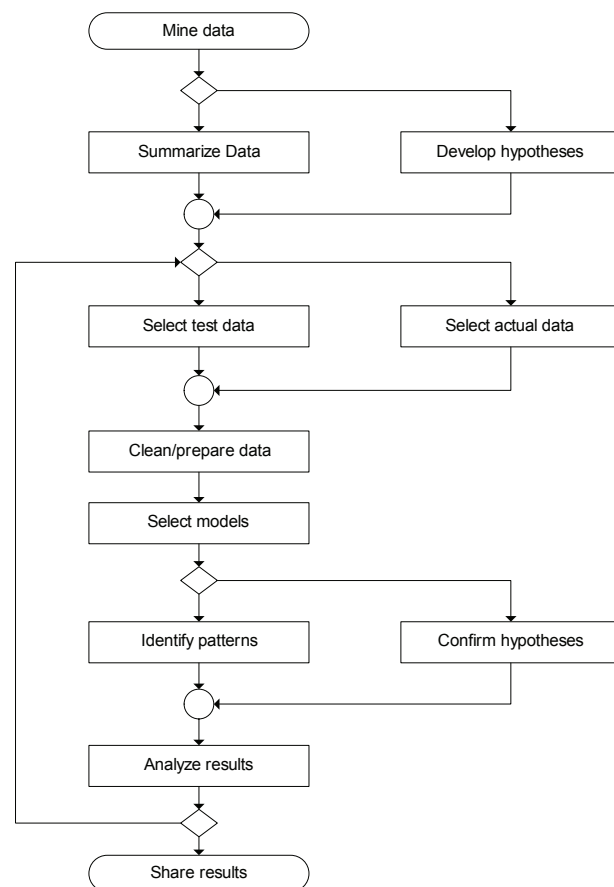 Mine data
Summarize Data
Develop hypotheses
Select test data
Select actual data
Clean/prepare data
Select models
Identify patterns
Confirm hypotheses
Analyze results
Share results